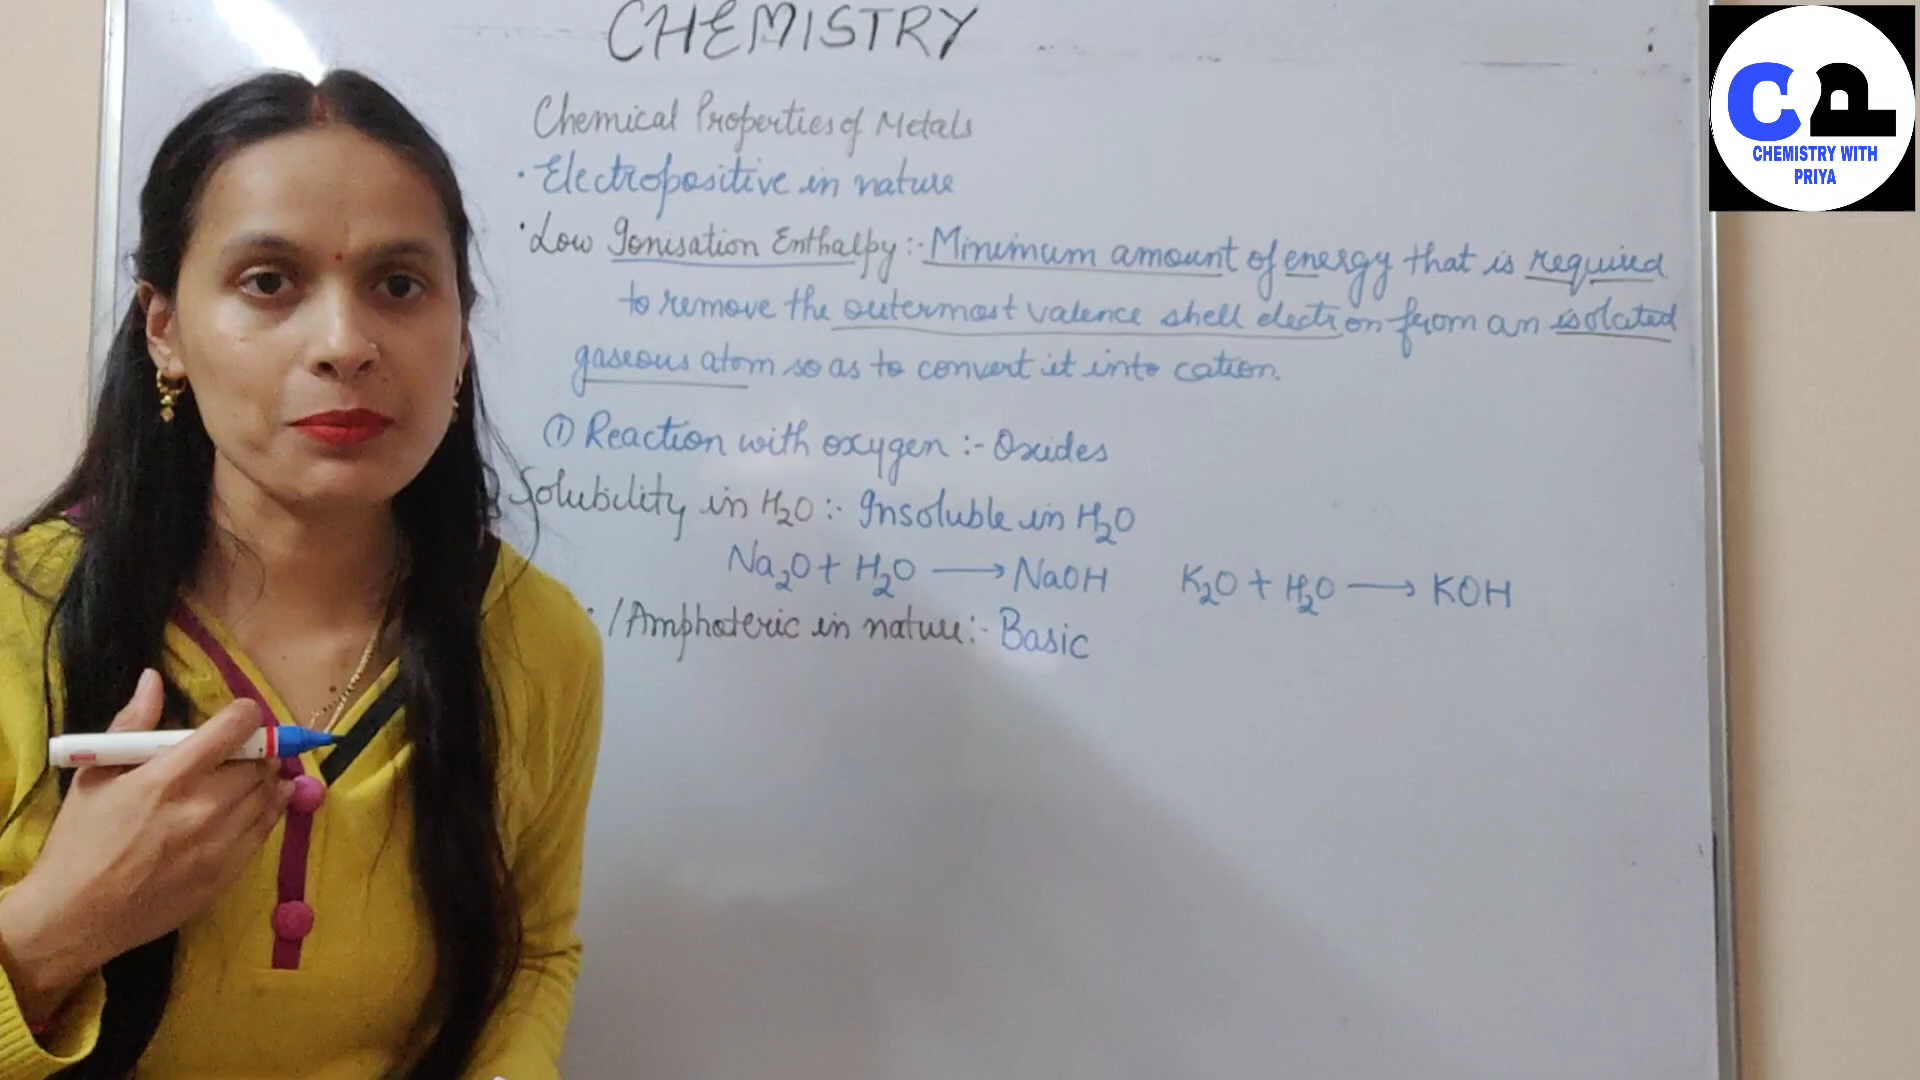 CHEMISTRY
Chemical Properties of Metals
· Electropositive in nature
· Low Ionisation Enthalpy :- Minimum amount of energy that is required
to remove the outermost valence shell electron from an isolated
gaseous atom so as to convert it into cation.
① Reaction with oxygen :- Oxides
Solubility in H₂O :- Insoluble in H₂O
Na₂O + H₂O → NaOH K₂O + H₂O → KOH
/Amphoteric in nature :- Basic
CP
CHEMISTRY WITH
PRIYA